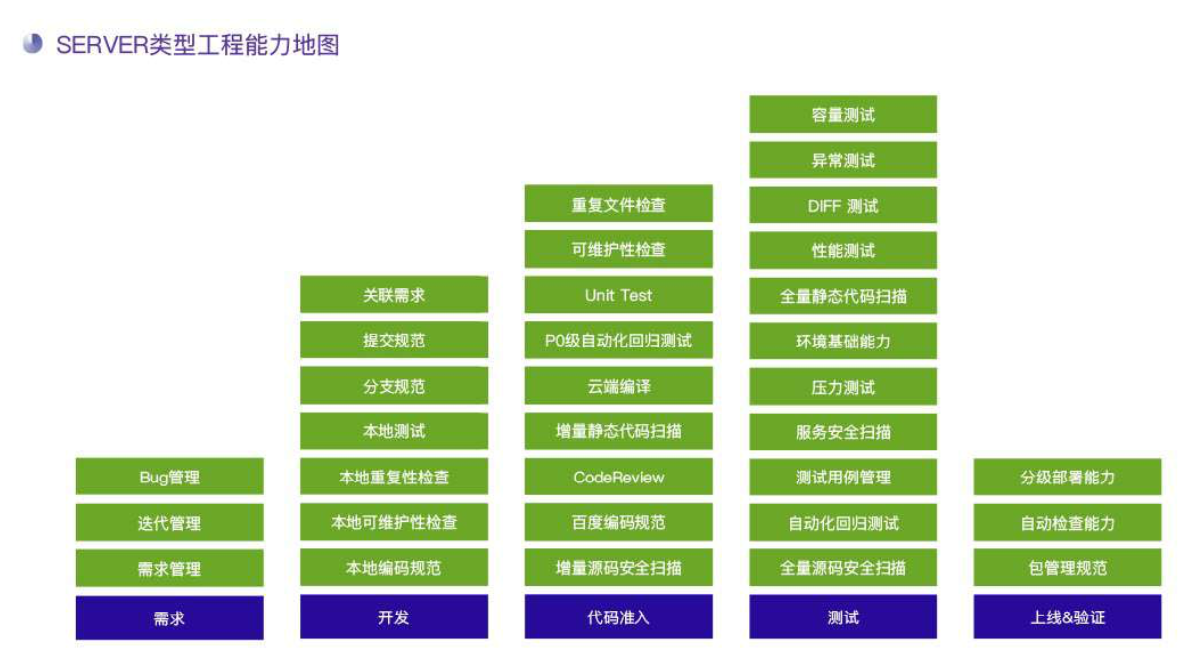 SERVER类型工程能力地图
容量测试
异常测试
重复文件检查
DIFF 测试
可维护性检查
性能测试
关联需求
Unit Test
全量静态代码扫描
提交规范
P0级自动化回归测试
环境基础能力
分支规范
云端编译
压力测试
本地测试
增量静态代码扫描
服务安全扫描
Bug管理
本地重复性检查
CodeReview
测试用例管理
分级部署能力
迭代管理
本地可维护性检查
百度编码规范
自动化回归测试
自动检查能力
需求管理
本地编码规范
增量源码安全扫描
全量源码安全扫描
包管理规范
需求
开发
代码准入
测试
上线&验证